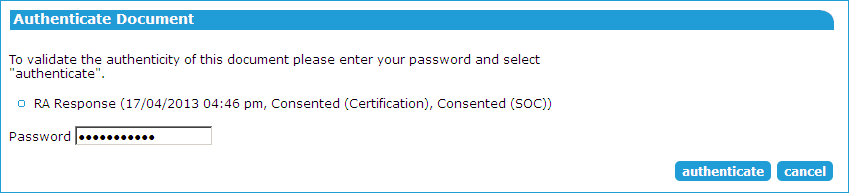 Authenticate Document
To validate the authenticity of this document please enter your password and select
"authenticate".
RA Response (17/04/2013 04:46 pm, Consented (Certification), Consented (SOC))
Password •••••••••••
authenticate cancel